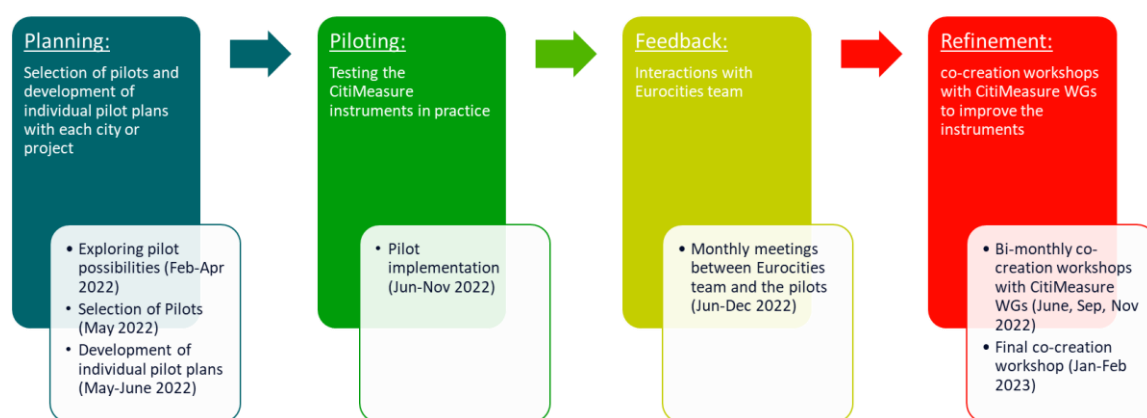 Planning:
Selection of pilots and
development of
individual pilot plans
with each city or
project
• Exploring pilot
possibilities (Feb-Apr
2022)
• Selection of Pilots
(May 2022)
• Development of
individual pilot plans
(May-June 2022)
Piloting:
Testing the
CitiMeasure
instruments in practice
• Pilot
implementation
(Jun-Nov 2022)
Feedback:
Interactions with
Eurocities team
• Monthly meetings
between Eurocities
team and the pilots
(Jun-Dec 2022)
Refinement:
co-creation workshops
with CitiMeasure WGs
to improve the
instruments
• Bi-monthly co-
creation workshops
with CitiMeasure
WGs (June, Sep, Nov
2022)
• Final co-creation
workshop (Jan-Feb
2023)